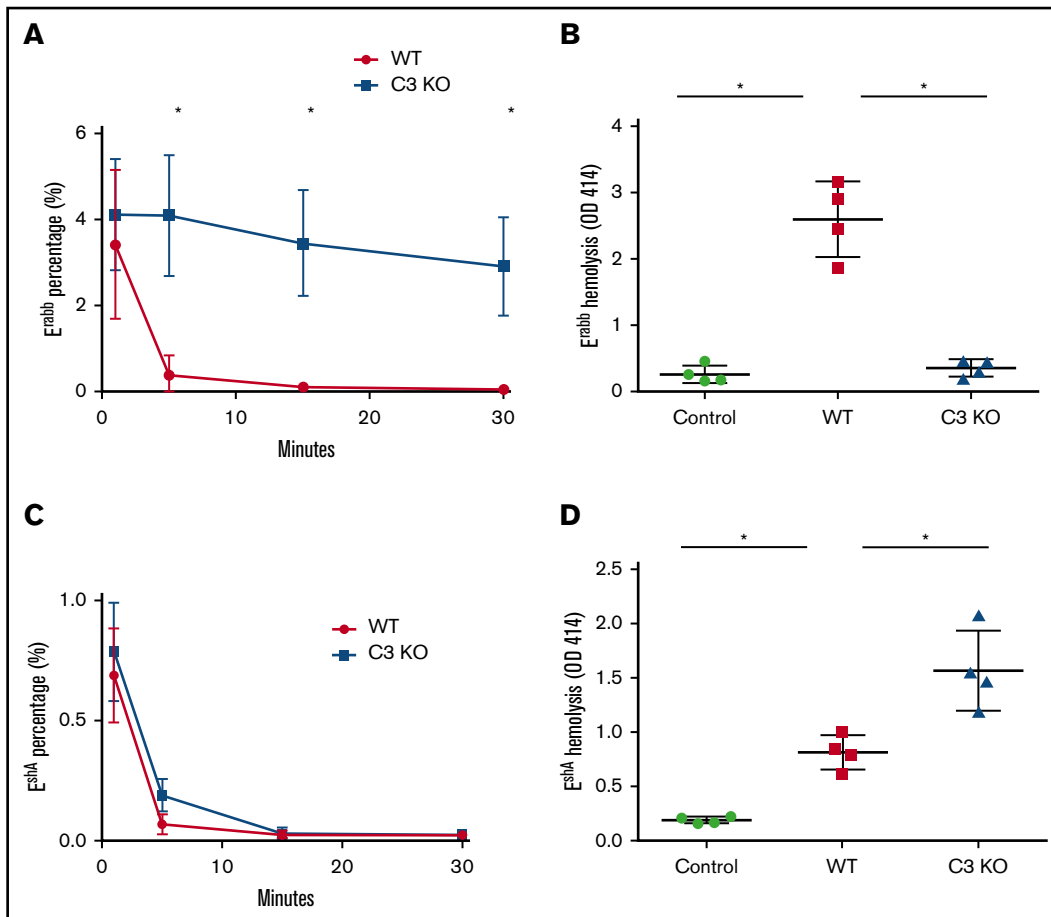 A
WT
C3 KO
* * *
6
4
2
0
E^rabb percentage (%)
0 10 20 30
Minutes
B
* *
4
3
2
1
0
E^rabb hemolysis (OD 414)
Control WT C3 KO
C
WT
C3 KO
1.0
0.5
0.0
E^shA percentage (%)
0 10 20 30
Minutes
D
* *
2.5
2.0
1.5
1.0
0.5
0.0
E^shA hemolysis (OD 414)
Control WT C3 KO